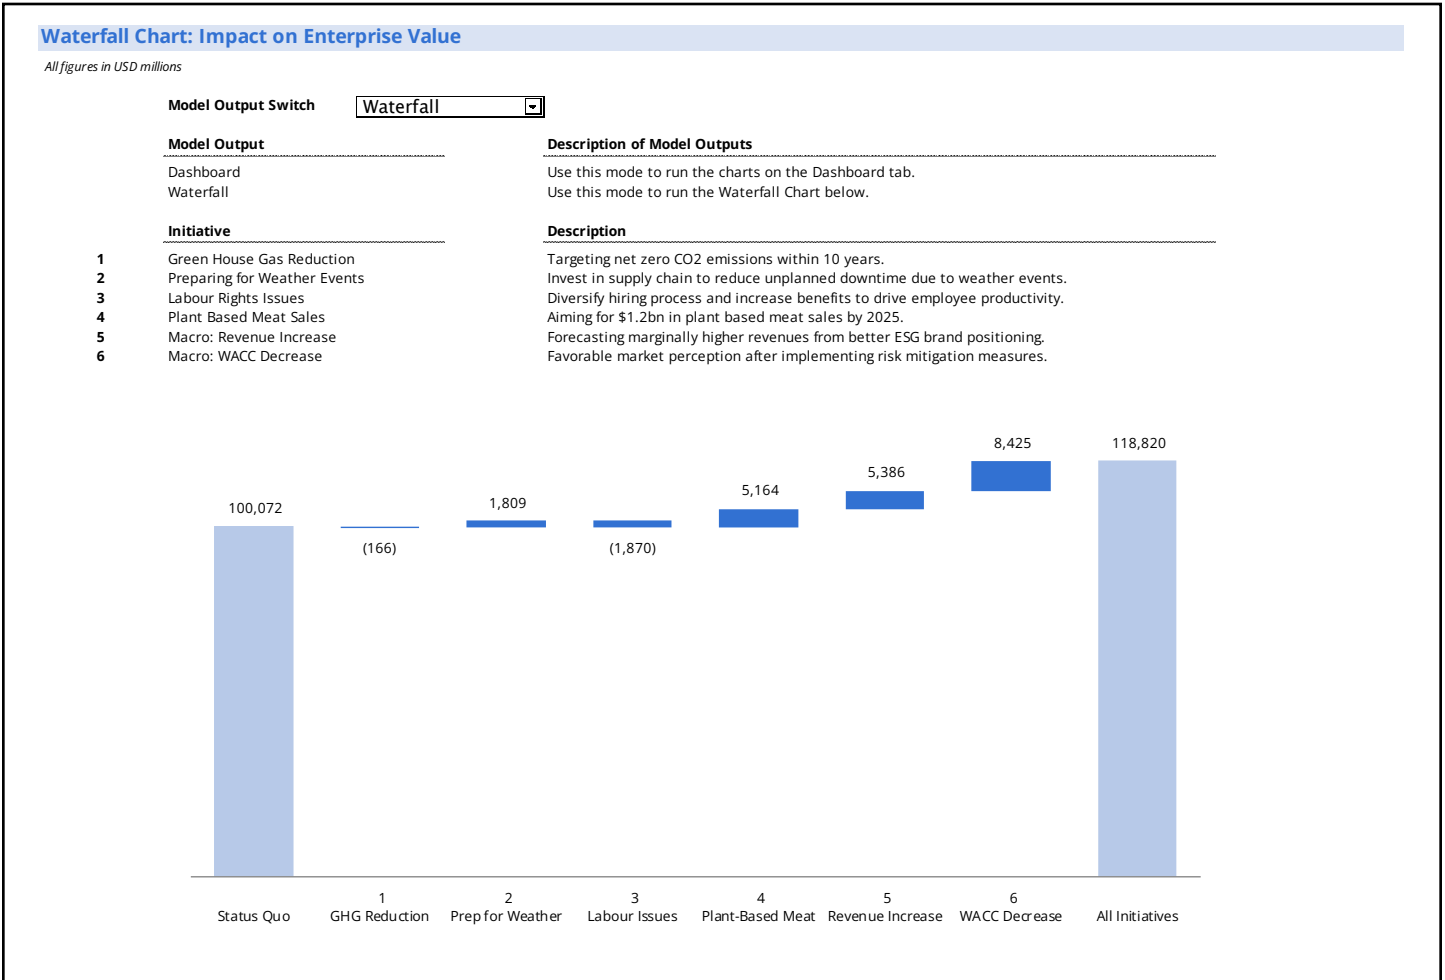 Waterfall Chart: Impact on Enterprise Value
All figures in USD millions
Model Output Switch Waterfall
Model Output Description of Model Outputs
Dashboard Use this mode to run the charts on the Dashboard tab.
Waterfall Use this mode to run the Waterfall Chart below.
Initiative Description
1 Green House Gas Reduction Targeting net zero CO2 emissions within 10 years.
2 Preparing for Weather Events Invest in supply chain to reduce unplanned downtime due to weather events.
3 Labour Rights Issues Diversify hiring process and increase benefits to drive employee productivity.
4 Plant Based Meat Sales Aiming for $1.2bn in plant based meat sales by 2025.
5 Macro: Revenue Increase Forecasting marginally higher revenues from better ESG brand positioning.
6 Macro: WACC Decrease Favorable market perception after implementing risk mitigation measures.
8,425 118,820
5,386
5,164
1,809
100,072
(166) (1,870)
1 2 3 4 5 6
Status Quo GHG Reduction Prep for Weather Labour Issues Plant-Based Meat Revenue Increase WACC Decrease All Initiatives